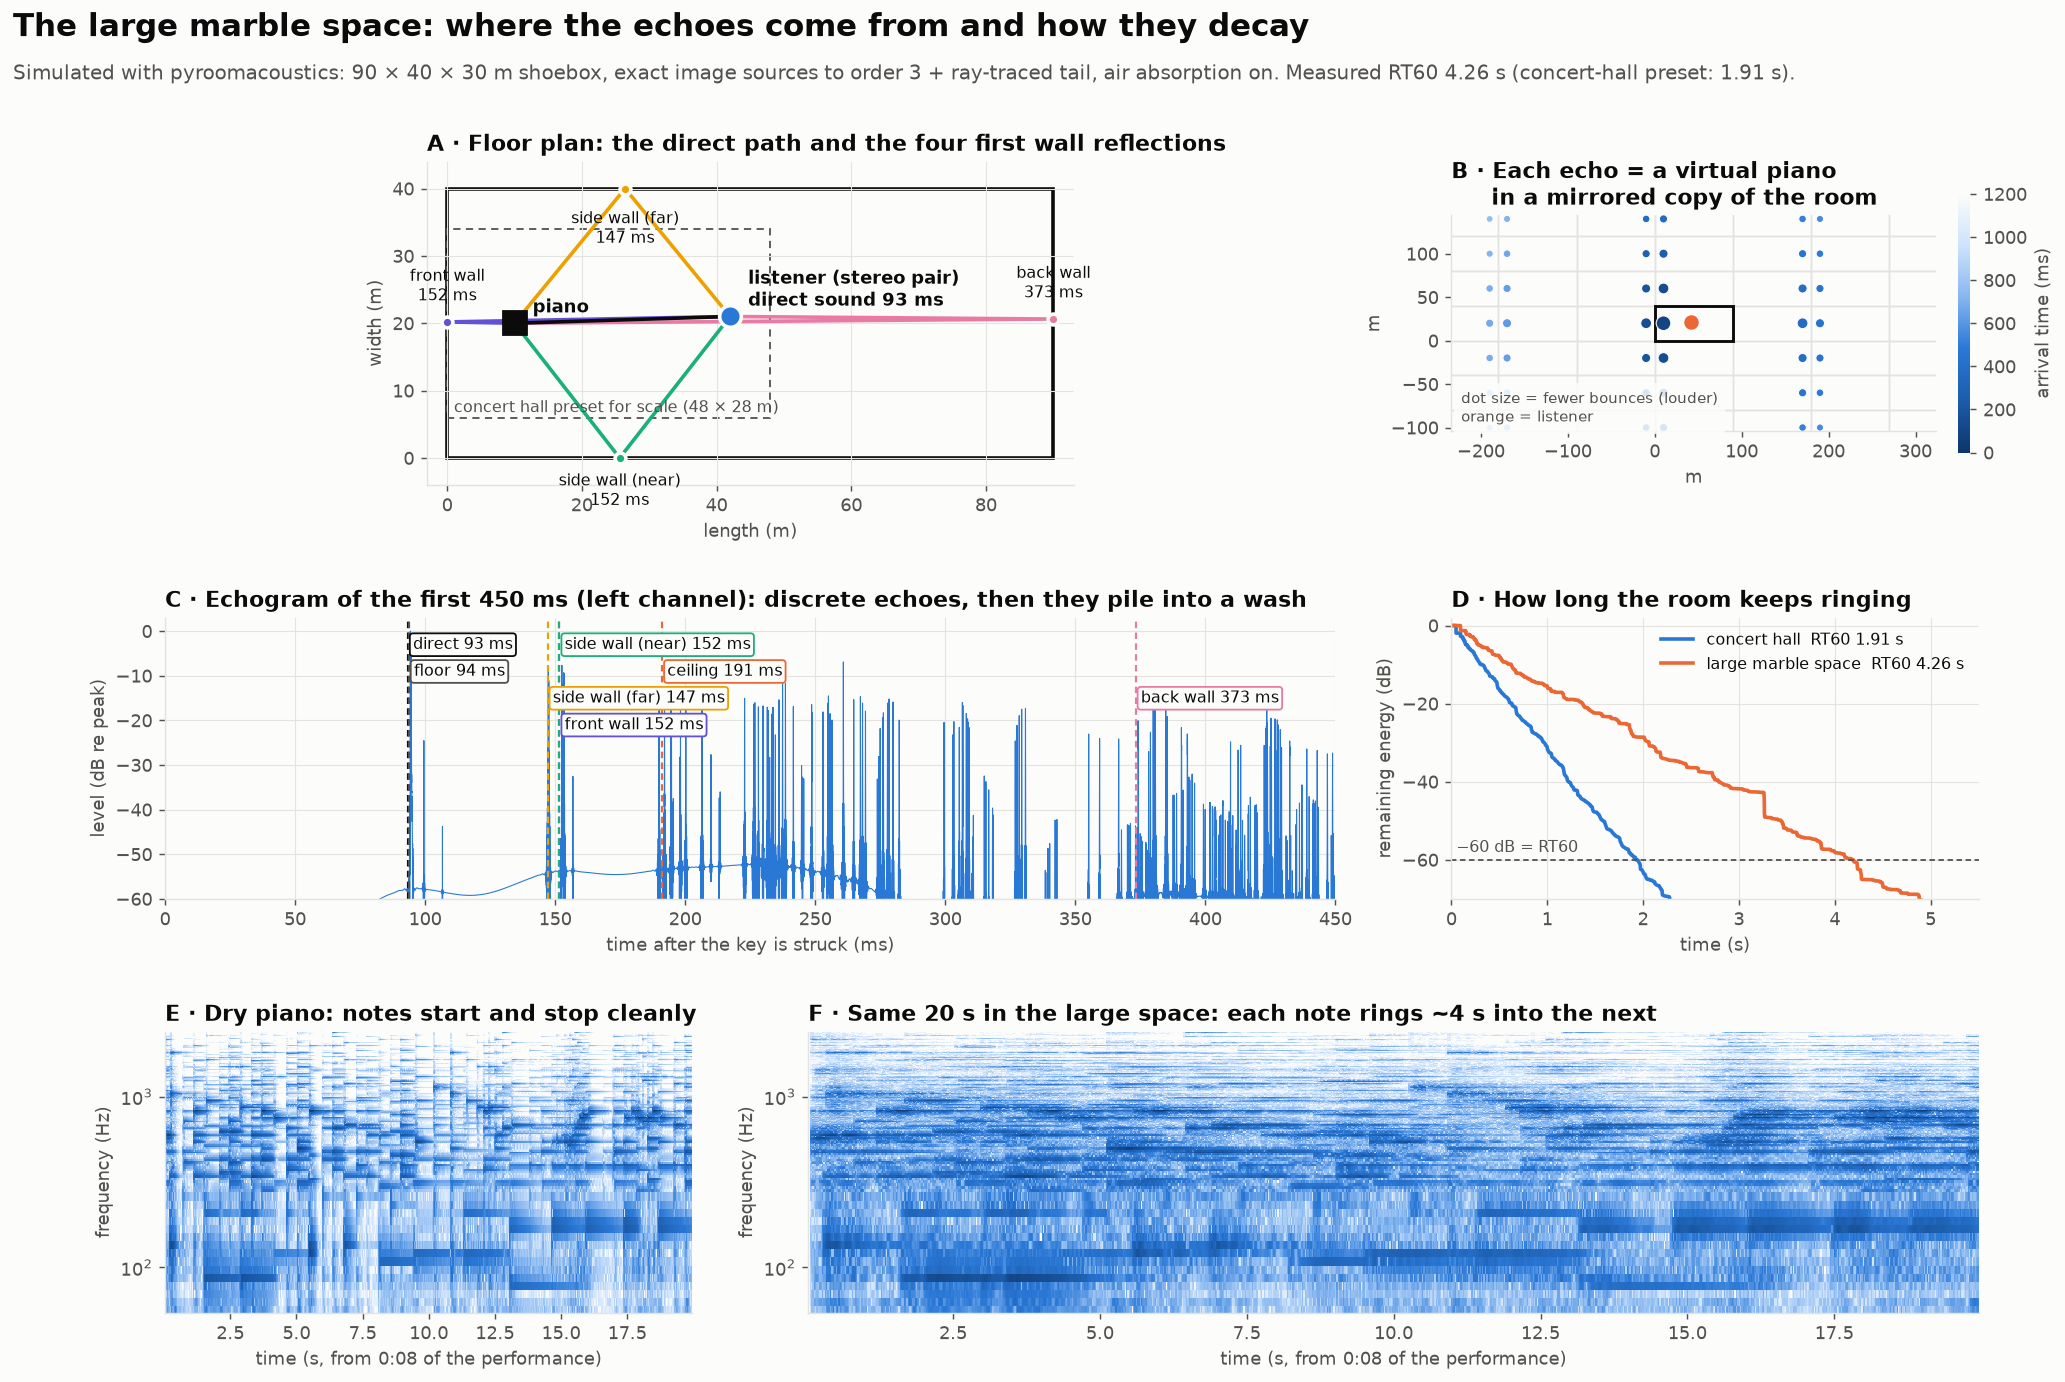 The large marble space: where the echoes come from and how they decay
Simulated with pyroomacoustics: 90 × 40 × 30 m shoebox, exact image sources to order 3 + ray-traced tail, air absorption on. Measured RT60 4.26 s (concert-hall preset: 1.91 s).
A · Floor plan: the direct path and the four first wall reflections
40
30
20
10
0
width (m)
side wall (far)
147 ms
front wall
152 ms
piano
listener (stereo pair)
direct sound 93 ms
back wall
373 ms
concert hall preset for scale (48 × 28 m)
side wall (near)
152 ms
0
20
40
60
80
length (m)
B · Each echo = a virtual piano
in a mirrored copy of the room
100
50
0
−50
−100
m
dot size = fewer bounces (louder)
orange = listener
−200
−100
0
100
200
300
m
1200
1000
800
600
400
200
0
arrival time (ms)
C · Echogram of the first 450 ms (left channel): discrete echoes, then they pile into a wash
0
−10
−20
−30
−40
−50
−60
level (dB re peak)
direct 93 ms
side wall (near) 152 ms
floor 94 ms
ceiling 191 ms
side wall (far) 147 ms
back wall 373 ms
front wall 152 ms
0
50
100
150
200
250
300
350
400
450
time after the key is struck (ms)
D · How long the room keeps ringing
0
−20
−40
−60
remaining energy (dB)
concert hall  RT60 1.91 s
large marble space  RT60 4.26 s
−60 dB = RT60
0
1
2
3
4
5
time (s)
E · Dry piano: notes start and stop cleanly
10³
10²
frequency (Hz)
2.5
5.0
7.5
10.0
12.5
15.0
17.5
time (s, from 0:08 of the performance)
F · Same 20 s in the large space: each note rings ~4 s into the next
10³
10²
frequency (Hz)
2.5
5.0
7.5
10.0
12.5
15.0
17.5
time (s, from 0:08 of the performance)